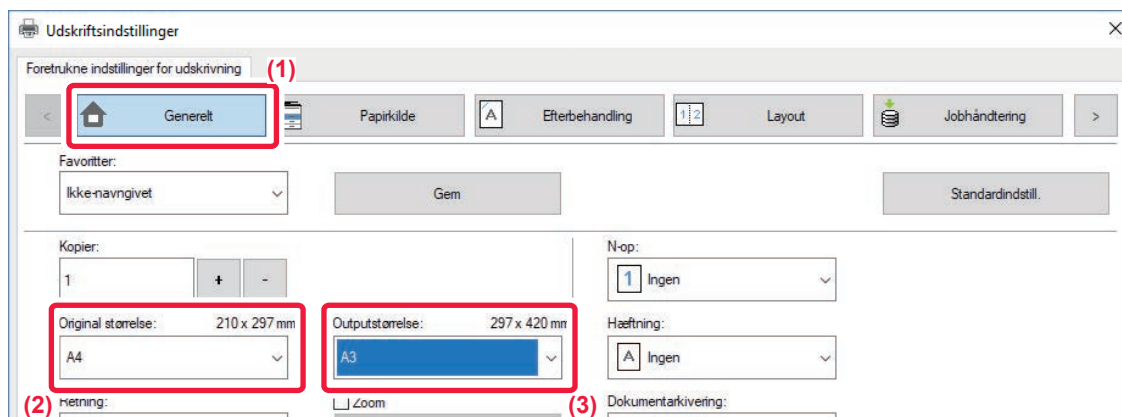 Udskriftsindstillinger
Foretrukne indstillinger for udskrivning
(1)
< Generelt Papirkilde A Efterbehandling 1 2 Layout Jobhåndtering >
Favoritter:
Ikke-navngivet Gem Standardindstill.
Kopier: N-op:
1 + - 1 Ingen
Original størrelse: 210 x 297 mm Outputstørrelse: 297 x 420 mm Hæftning:
A4 A3 A Ingen
(2) Retning: Zoom (3) Dokumentarkivering: